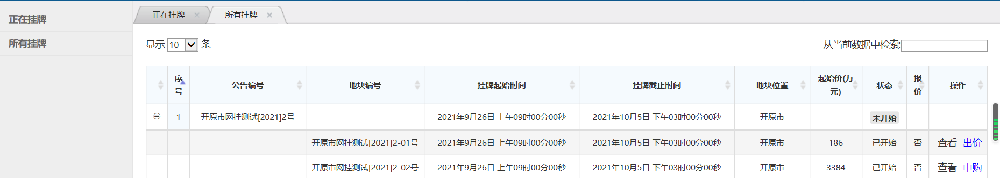 正在挂牌
所有挂牌
正在挂牌 × 所有挂牌 ×
显示 10 条
从当前数据中检索:
序号 公告编号 地块编号 挂牌起始时间 挂牌截止时间 地块位置 起始价(万元) 状态 报价 操作
1 开原市网挂测试[2021]2号 2021年9月26日 上午09时00分00秒 2021年10月5日 下午03时00分00秒 开原市 未开始
开原市网挂测试[2021]2-01号 2021年9月26日 上午09时00分00秒 2021年10月5日 下午03时00分00秒 开原市 186 已开始 否 查看 出价
开原市网挂测试[2021]2-02号 2021年9月26日 上午09时00分00秒 2021年10月5日 下午03时00分00秒 开原市 3384 已开始 否 查看 申购